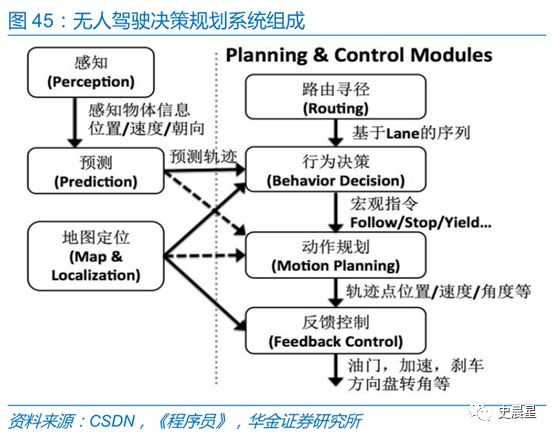 图 45：无人驾驶决策规划系统组成
感知
(Perception)
感知物体信息
位置/速度/朝向
预测
(Prediction)
预测轨迹
地图定位
(Map &
Localization)
Planning & Control Modules
路由寻径
(Routing)
基于Lane的序列
行为决策
(Behavior Decision)
宏观指令
Follow/Stop/Yield...
动作规划
(Motion Planning)
轨迹点位置/速度/角度等
反馈控制
(Feedback Control)
油门，加速，刹车
方向盘转角等
资料来源：CSDN，《程序员》，华金证券研究所
史晨星